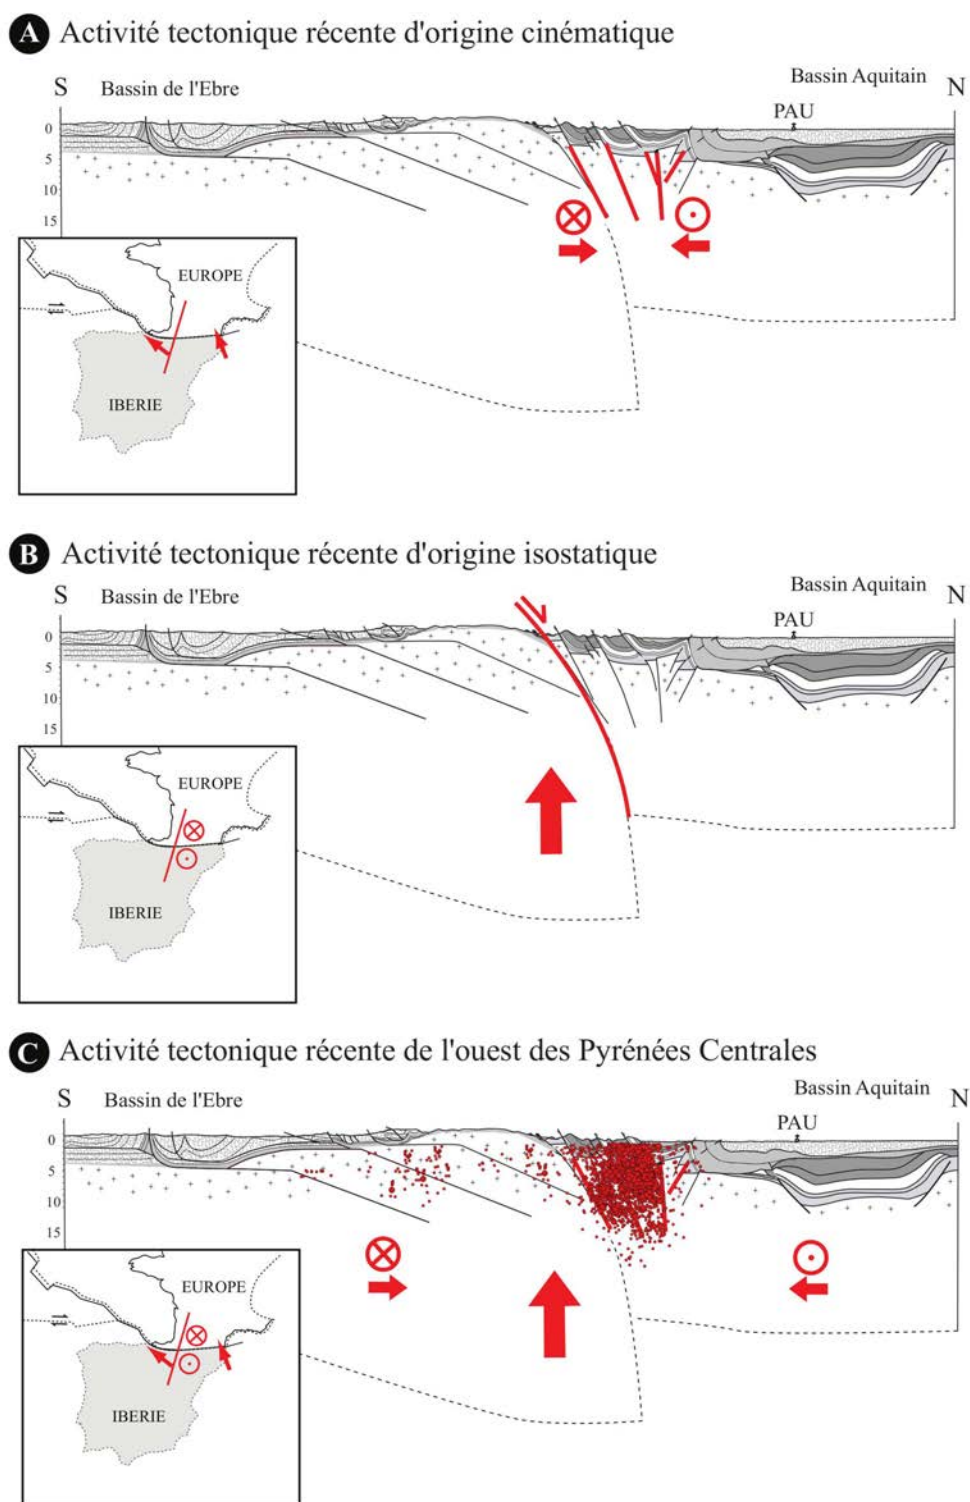 A Activité tectonique récente d'origine cinématique
S Bassin de l'Ebre Bassin Aquitain N
PAU
0
5
10
15
EUROPE
IBERIE
B Activité tectonique récente d'origine isostatique
S Bassin de l'Ebre Bassin Aquitain N
PAU
0
5
10
15
EUROPE
IBERIE
C Activité tectonique récente de l'ouest des Pyrénées Centrales
S Bassin de l'Ebre Bassin Aquitain N
PAU
0
5
10
15
EUROPE
IBERIE